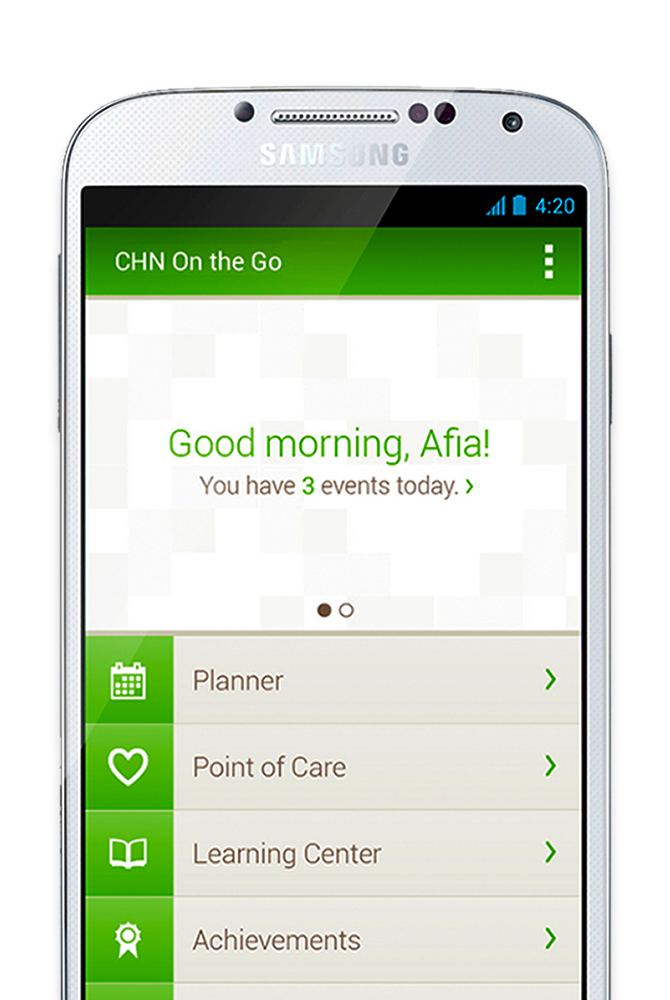 SAMSUNG
4:20
CHN On the Go
Good morning, Afia!
You have 3 events today. >
Planner
Point of Care
Learning Center
Achievements